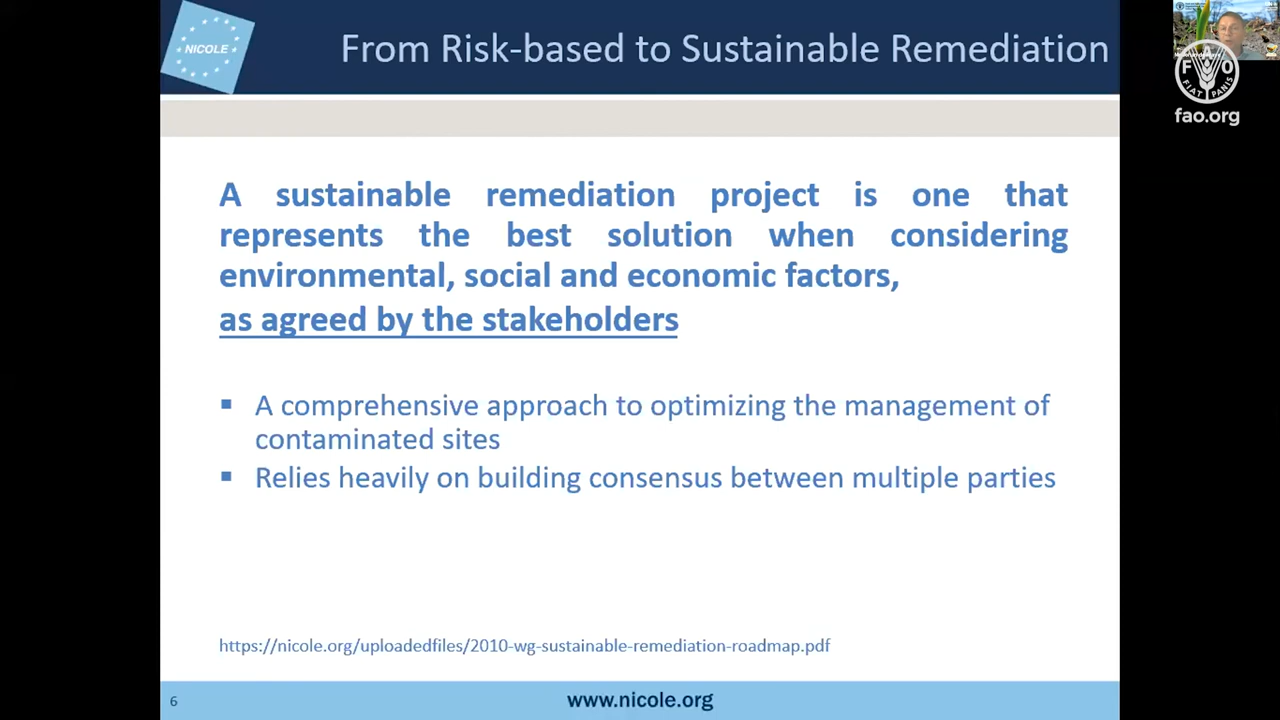 NICOLE
From Risk-based to Sustainable Remediation
F A O
FIAT PANIS
fao.org
A sustainable remediation project is one that
represents the best solution when considering
environmental, social and economic factors,
as agreed by the stakeholders
▪ A comprehensive approach to optimizing the management of
contaminated sites
▪ Relies heavily on building consensus between multiple parties
https://nicole.org/uploadedfiles/2010-wg-sustainable-remediation-roadmap.pdf
6
www.nicole.org